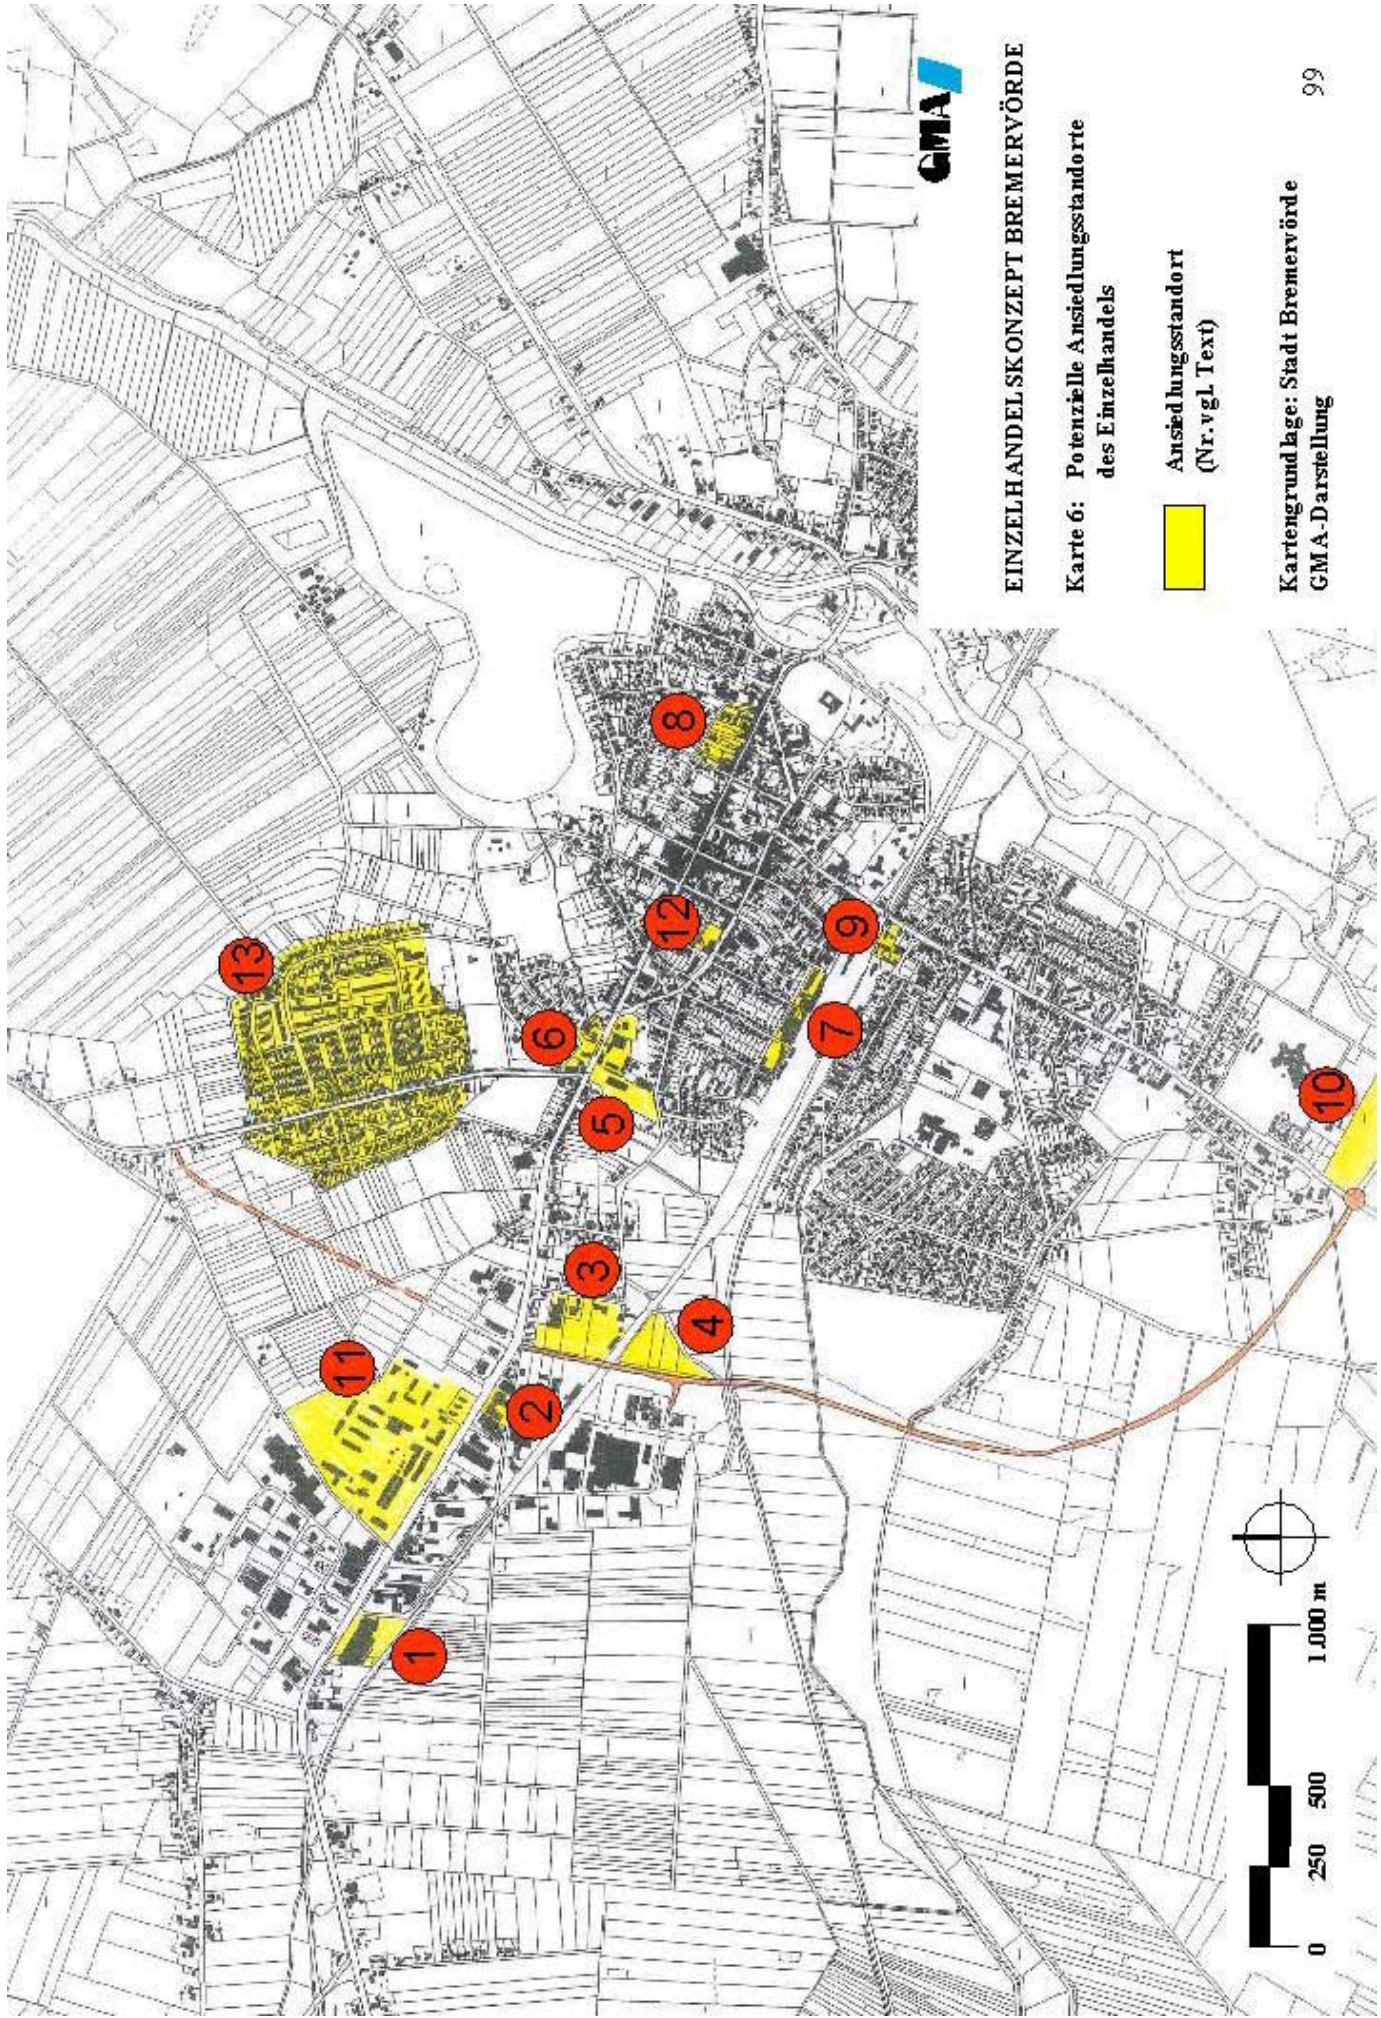 GMA
EINZELHANDELSKONZEPT BREMERVÖRDE
Karte 6: Potenzielle Ansiedlungsstandorte
des Einzelhandels
Ansiedlungsstandort
(Nr. vgl. Text)
Kartengrundlage: Stadt Bremervörde
GMA-Darstellung
99
0 250 500 1.000 m
1
11
2
3
4
13
6
5
12
8
7
9
10